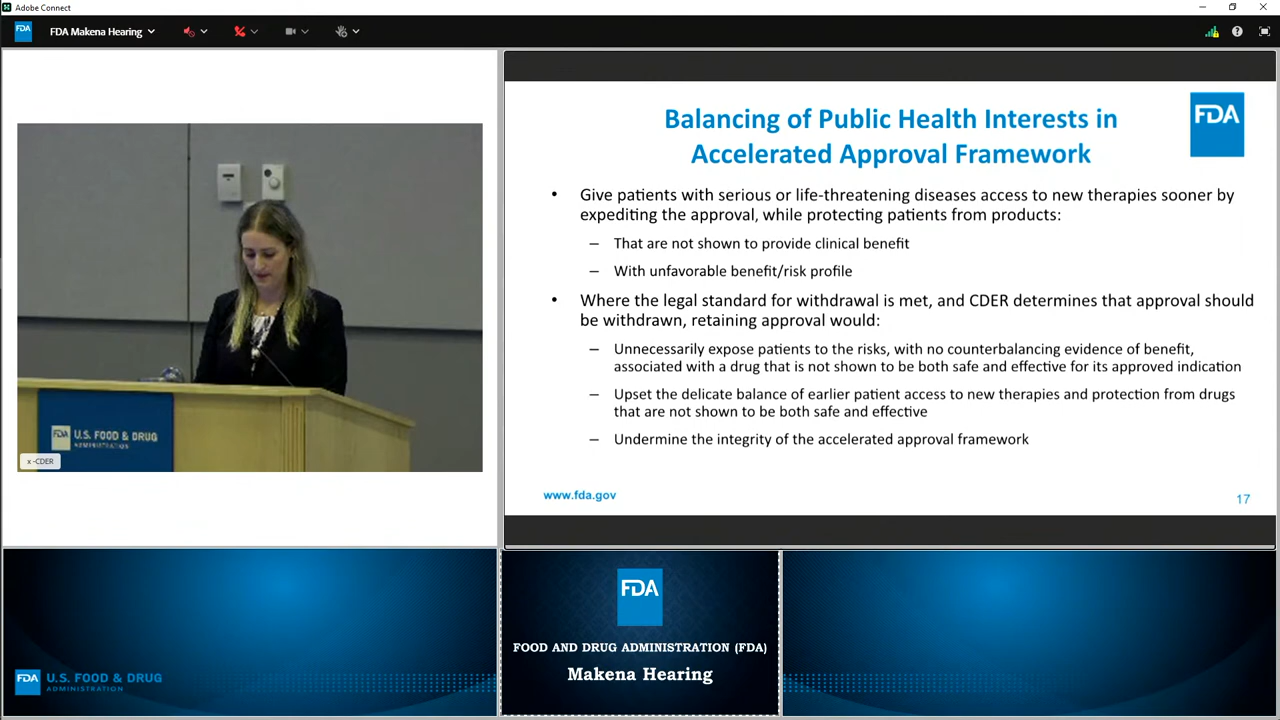 Adobe Connect
FDA
FDA Makena Hearing
FDA
Balancing of Public Health Interests in
Accelerated Approval Framework
• Give patients with serious or life-threatening diseases access to new therapies sooner by
expediting the approval, while protecting patients from products:
– That are not shown to provide clinical benefit
– With unfavorable benefit/risk profile
• Where the legal standard for withdrawal is met, and CDER determines that approval should
be withdrawn, retaining approval would:
– Unnecessarily expose patients to the risks, with no counterbalancing evidence of benefit,
associated with a drug that is not shown to be both safe and effective for its approved indication
– Upset the delicate balance of earlier patient access to new therapies and protection from drugs
that are not shown to be both safe and effective
– Undermine the integrity of the accelerated approval framework
www.fda.gov
17
FDA U.S. FOOD & DRUG
ADMINISTRATION
x -CDER
FDA
FOOD AND DRUG ADMINISTRATION (FDA)
Makena Hearing
FDA U.S. FOOD & DRUG
ADMINISTRATION